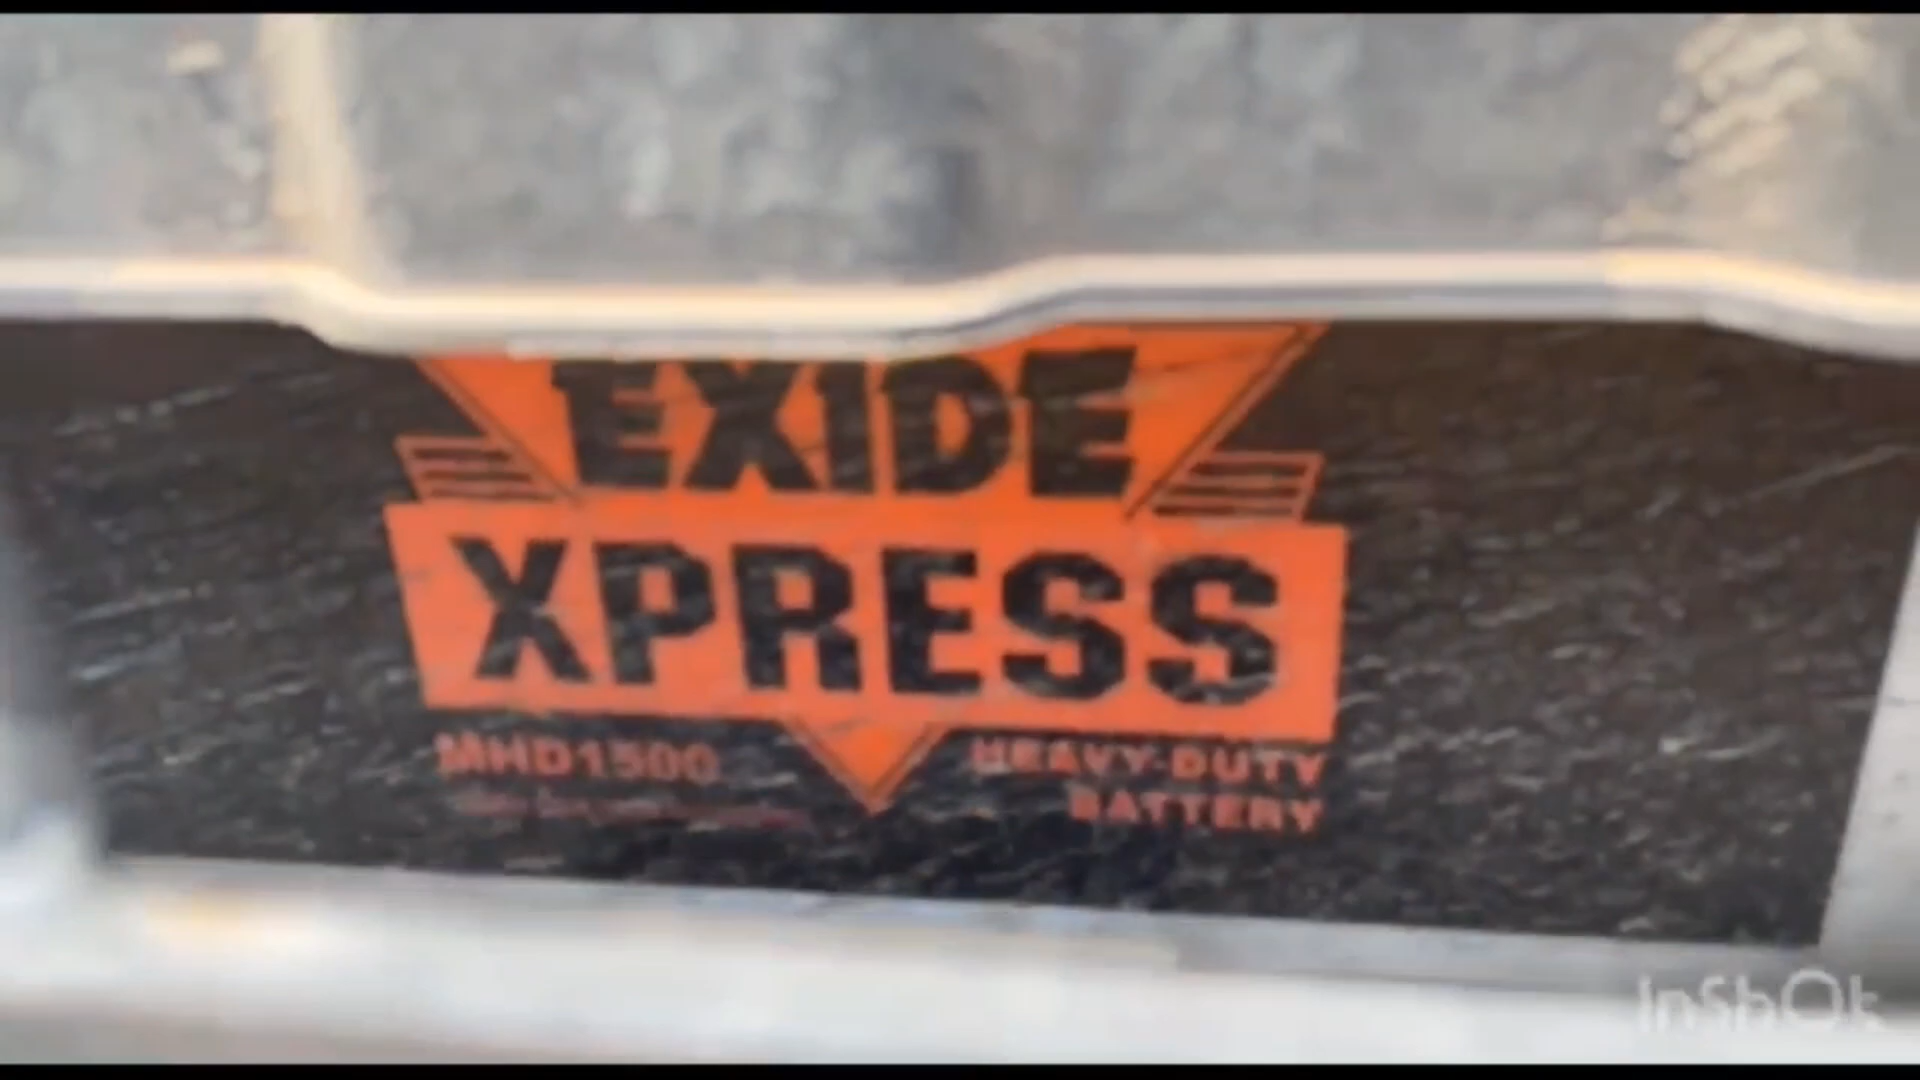 EXIDE
XPRESS
MHD1500
HEAVY-DUTY
BATTERY
InShOt